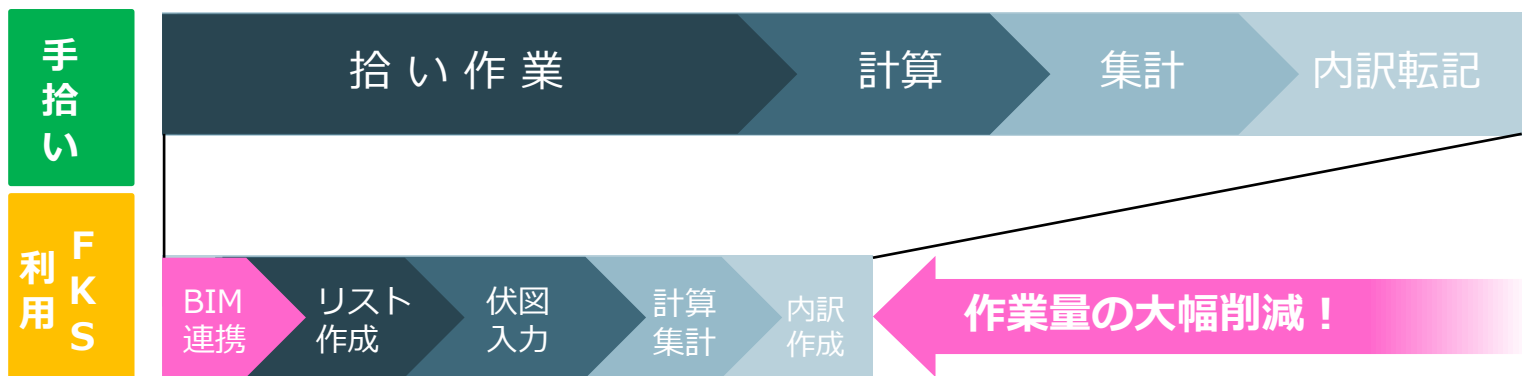 手拾い
拾い作業
計算
集計
内訳転記
FKS
利用
BIM
連携
リスト
作成
伏図
入力
計算
集計
内訳
作成
作業量の大幅削減！